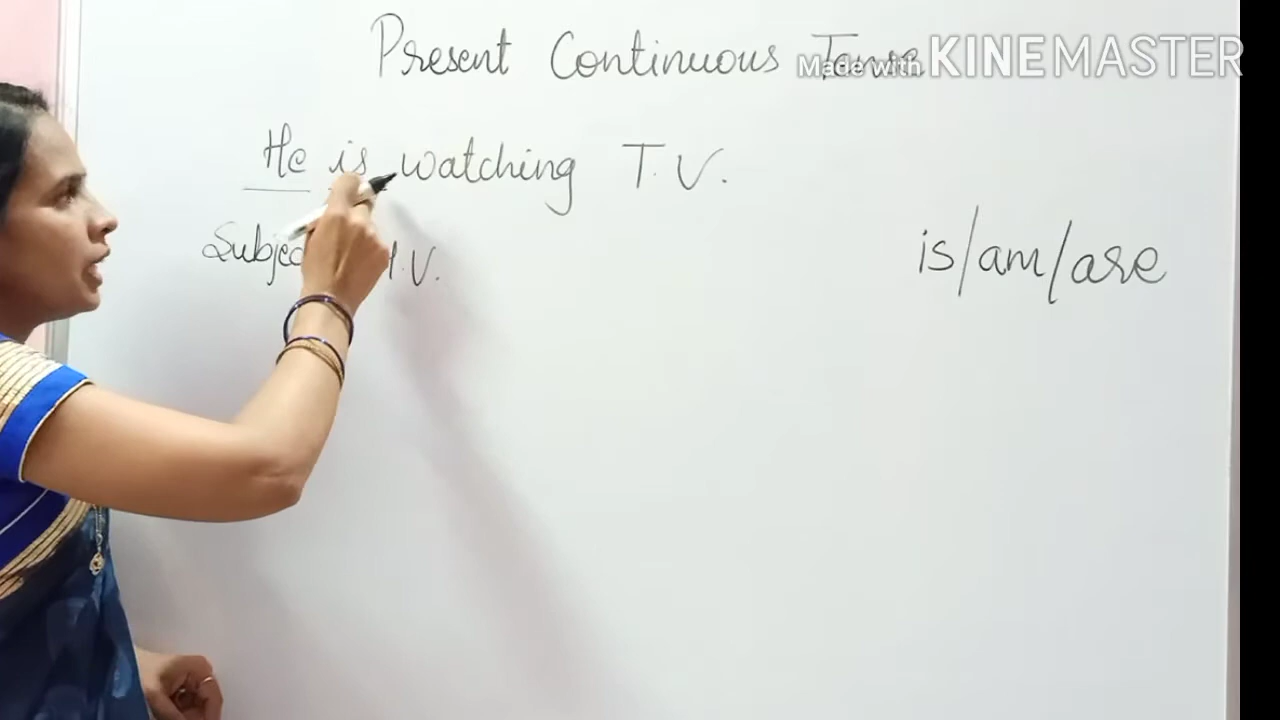 Present Continuous Tense
Made with KINEMASTER
He is watching T.V.
is/am/are
Subject H.V.